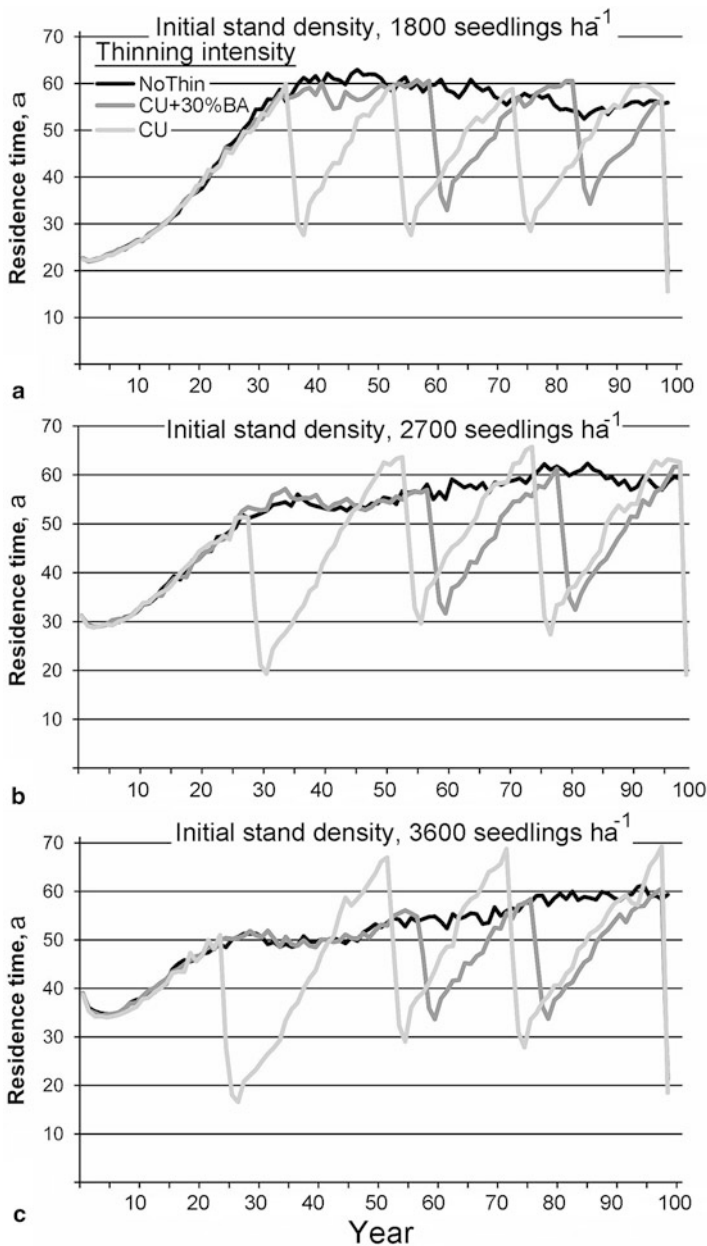 Initial stand density, 1800 seedlings ha⁻¹
Thinning intensity
NoThin
CU+30%BA
CU
Residence time, a
70
60
50
40
30
20
10
10 20 30 40 50 60 70 80 90 100
a
Initial stand density, 2700 seedlings ha⁻¹
Residence time, a
70
60
50
40
30
20
10
10 20 30 40 50 60 70 80 90 100
b
Initial stand density, 3600 seedlings ha⁻¹
Residence time, a
70
60
50
40
30
20
10
10 20 30 40 50 60 70 80 90 100
c
Year